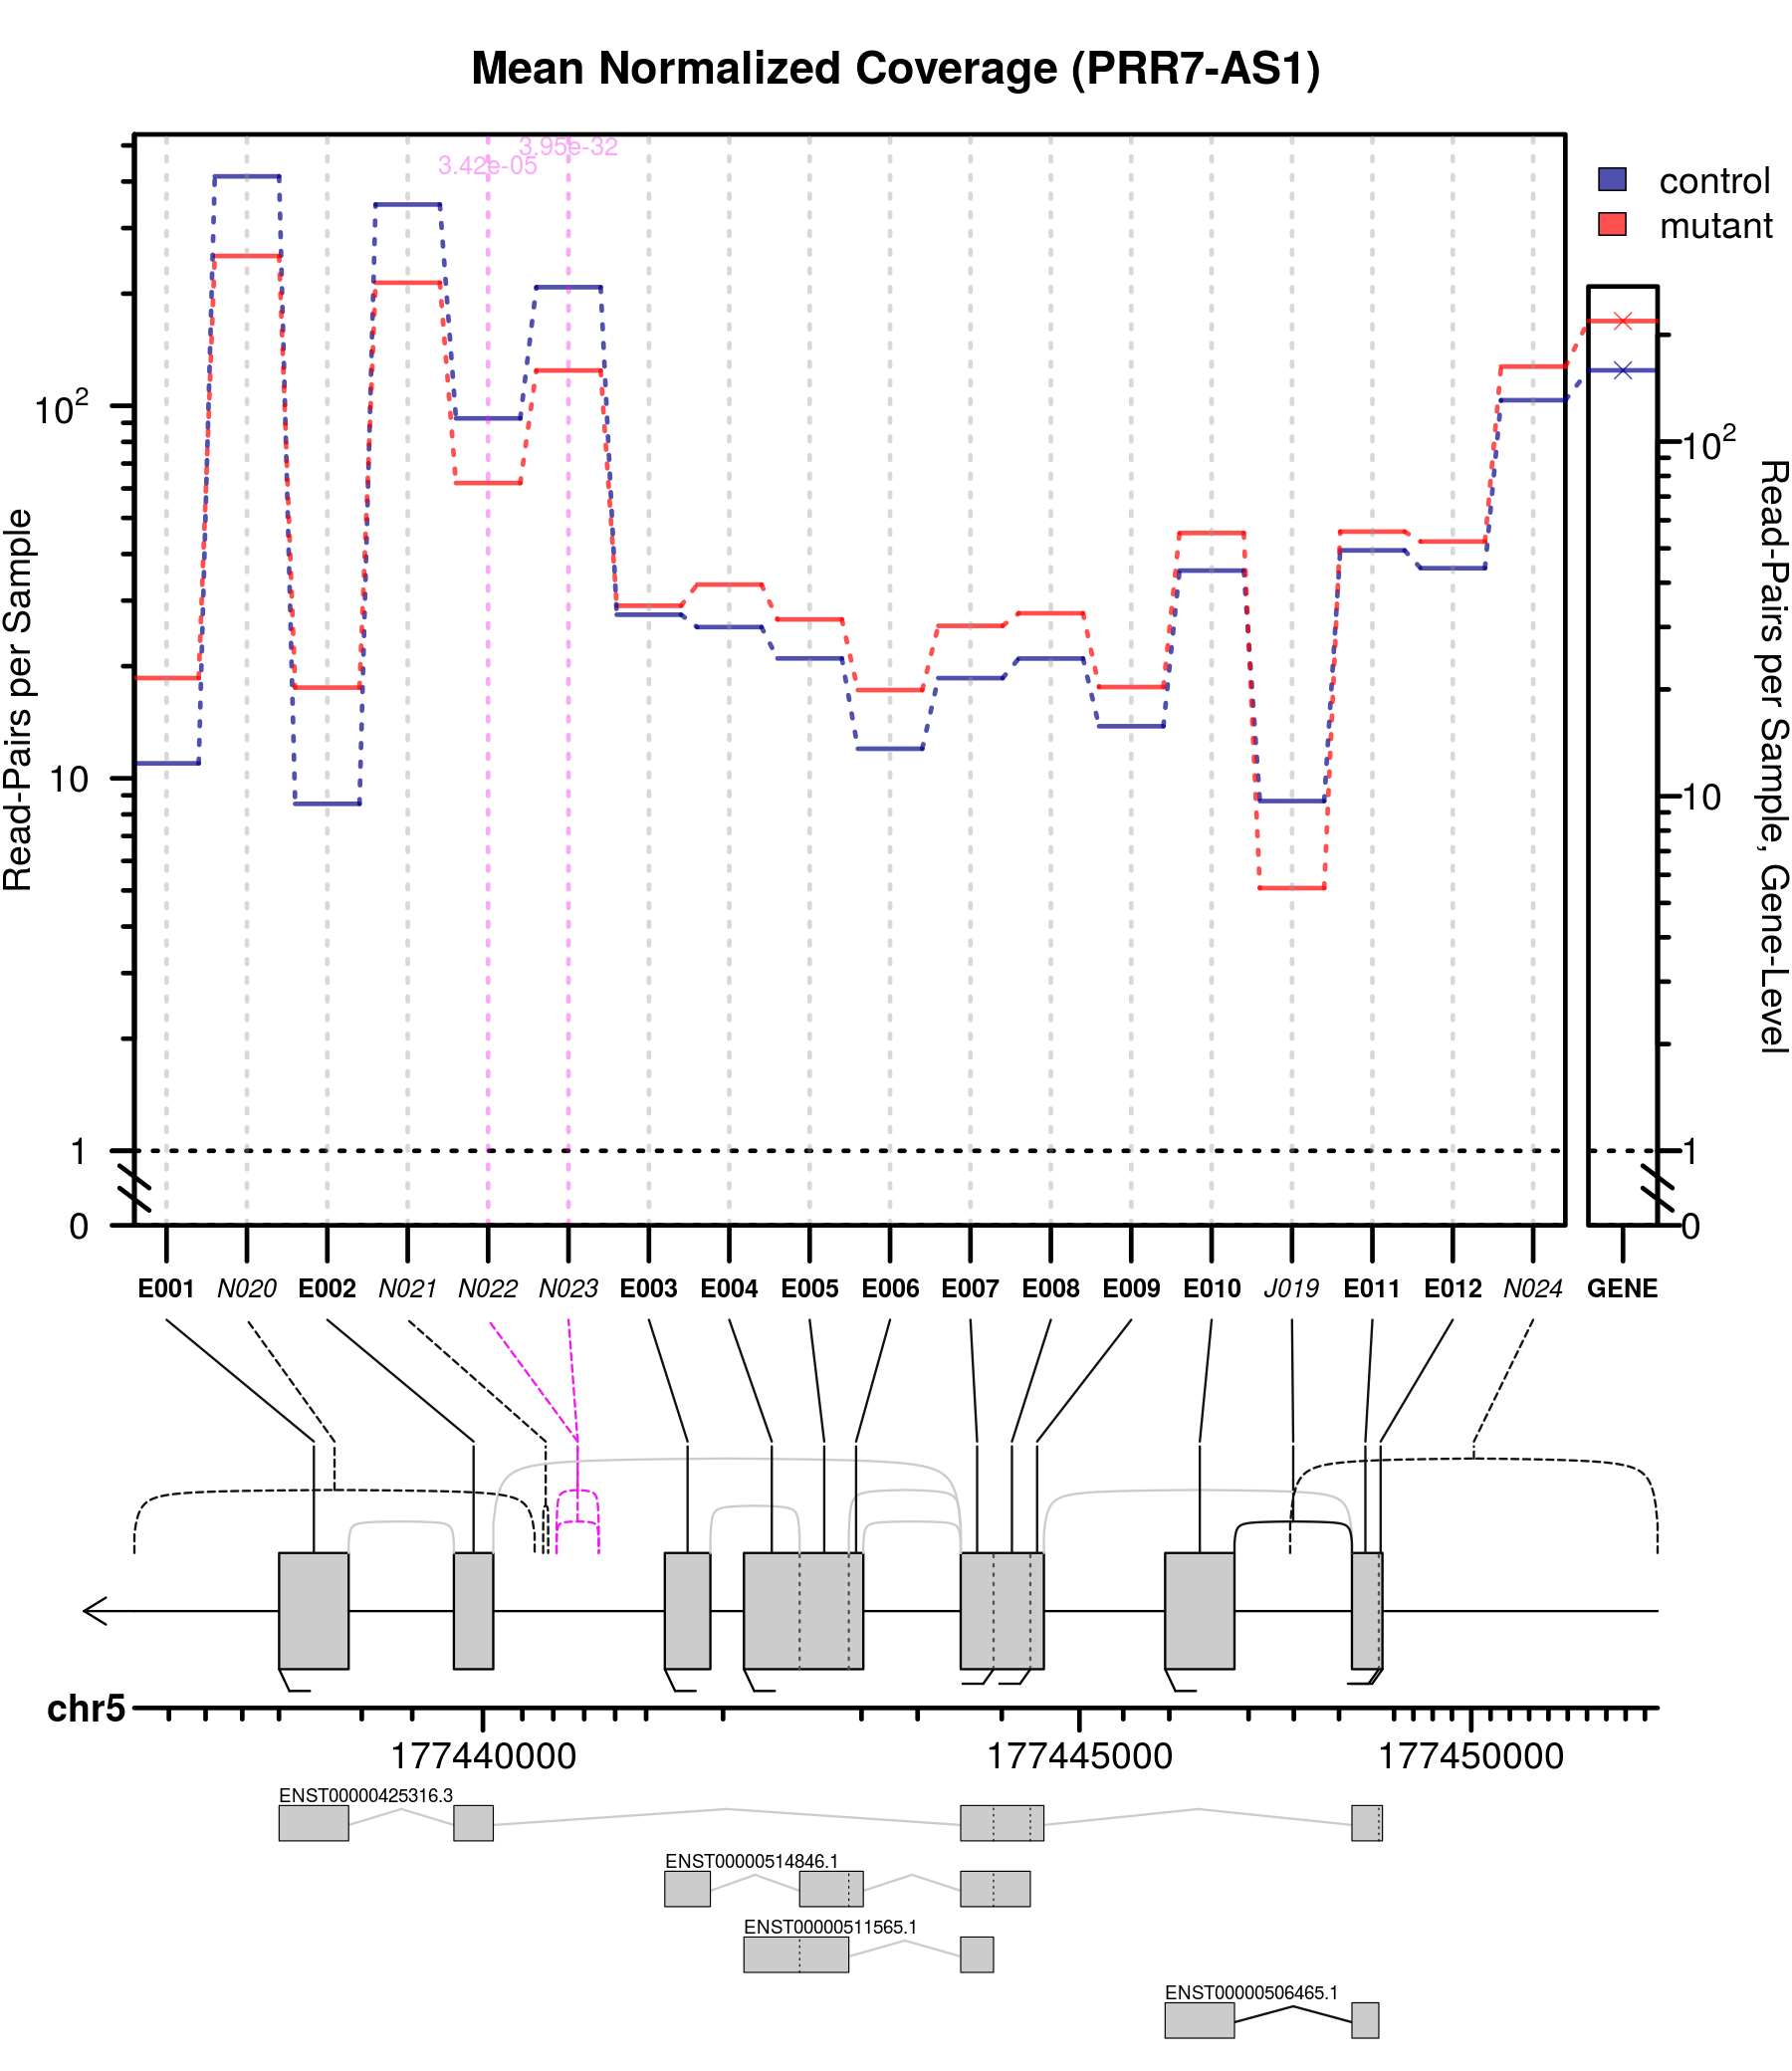 Mean Normalized Coverage (PRR7-AS1)
3.95e-32
3.42e-05
control
mutant
Read-Pairs per Sample
10²
10
1
0
10²
10
1
0
Read-Pairs per Sample, Gene-Level
E001 N020 E002 N021 N022 N023 E003 E004 E005 E006 E007 E008 E009 E010 J019 E011 E012 N024 GENE
chr5
177440000 177445000 177450000
ENST00000425316.3
ENST00000514846.1
ENST00000511565.1
ENST00000506465.1